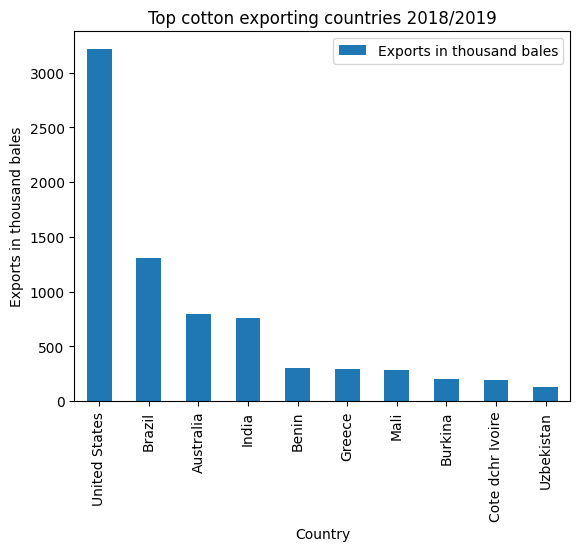 Top cotton exporting countries 2018/2019
Exports in thousand bales
Exports in thousand bales
3000
2500
2000
1500
1000
500
0
United States
Brazil
Australia
India
Benin
Greece
Mali
Burkina
Cote dchr Ivoire
Uzbekistan
Country